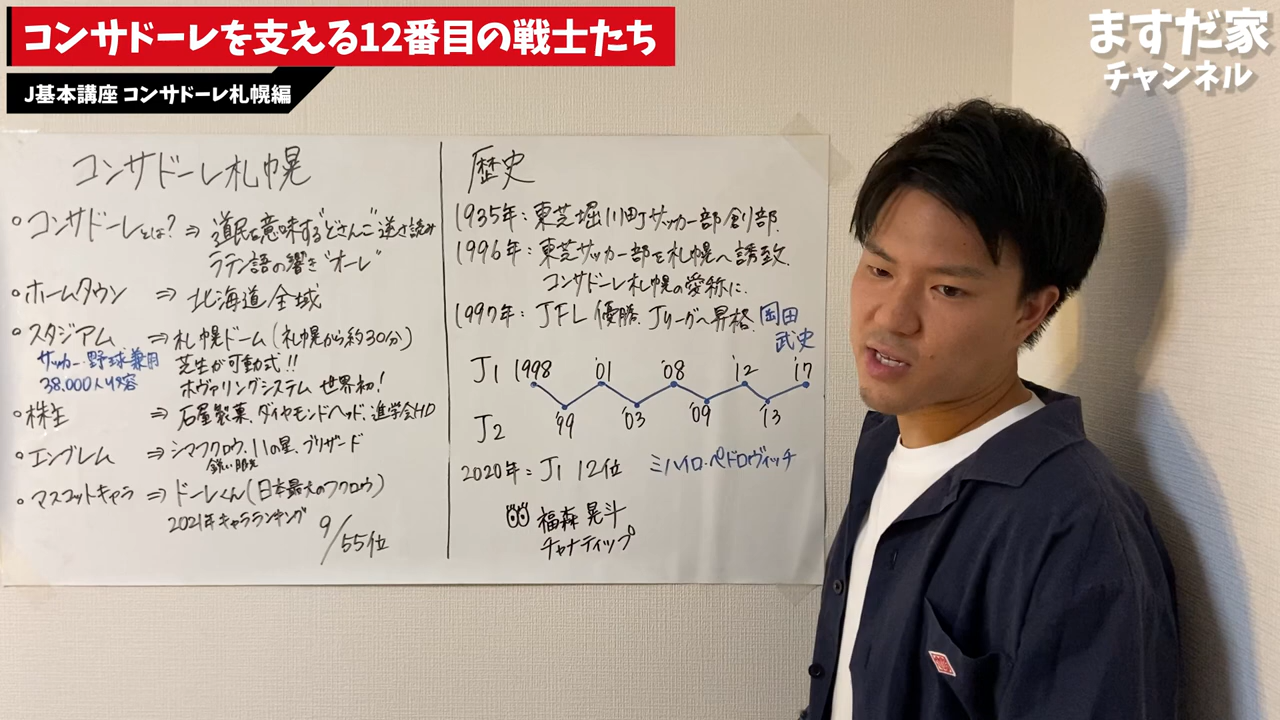 コンサドーレを支える12番目の戦士たち
J基本講座 コンサドーレ札幌編
ますだ家
チャンネル
コンサドーレ札幌
・コンサドーレとは? ⇒ 道民を意味する"どさんこ"逆さ読み
ラテン語の響き"オーレ"
・ホームタウン ⇒ 北海道全域
・スタジアム ⇒ 札幌ドーム(札幌から約30分)
サッカー・野球兼用 芝生が可動式!!
38,000人収容 ホヴァリングシステム 世界初!
・株主 ⇒ 石屋製菓、ダイヤモンドヘッド、進学会HD
・エンブレム ⇒ シマフクロウ、11の星、ブリザード
鋭い眼光
・マスコットキャラ ⇒ ドーレくん(日本最大のフクロウ)
2021年キャラランキング 9/55位
歴史
1935年:東芝堀川町サッカー部創部.
1996年:東芝サッカー部を札幌へ誘致.
コンサドーレ札幌の愛称に.
1997年:JFL優勝.Jリーグへ昇格. 岡田
武史
J1 1998 '01 '08 '12 '17
J2 '99 '03 '09 '13
2020年:J1 12位 ミハイロ・ペドロヴィッチ
福森晃斗
チャナティップ